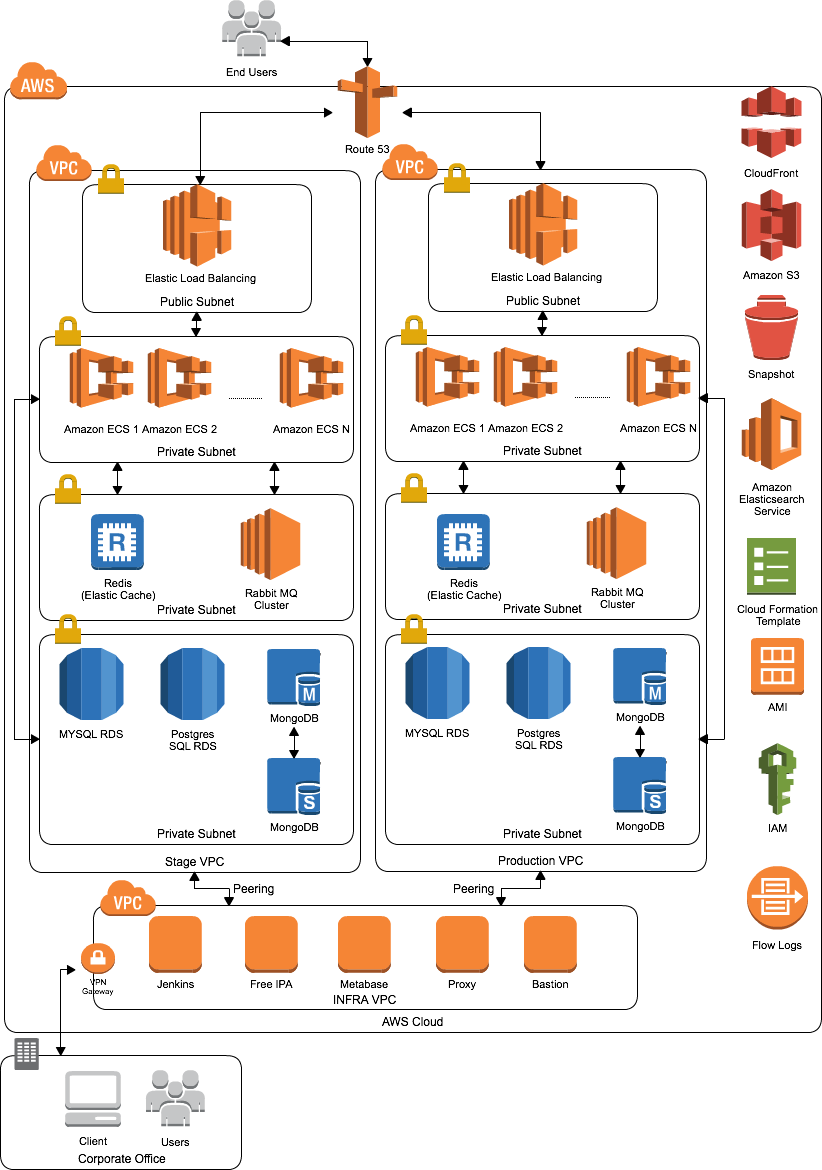 End Users
AWS
Route 53
VPC
Elastic Load Balancing
Public Subnet
Amazon ECS 1
Amazon ECS 2
Amazon ECS N
Private Subnet
R
Redis
(Elastic Cache)
Rabbit MQ
Cluster
Private Subnet
MYSQL RDS
Postgres
SQL RDS
M
MongoDB
S
MongoDB
Private Subnet
Stage VPC
VPC
Elastic Load Balancing
Public Subnet
Amazon ECS 1
Amazon ECS 2
Amazon ECS N
Private Subnet
R
Redis
(Elastic Cache)
Rabbit MQ
Cluster
Private Subnet
MYSQL RDS
Postgres
SQL RDS
M
MongoDB
S
MongoDB
Private Subnet
Production VPC
CloudFront
Amazon S3
Snapshot
Amazon
Elasticsearch
Service
Cloud Formation
Template
AMI
IAM
Flow Logs
Peering
Peering
VPC
VPN
Gateway
Jenkins
Free IPA
Metabase
Proxy
Bastion
INFRA VPC
AWS Cloud
Client
Users
Corporate Office